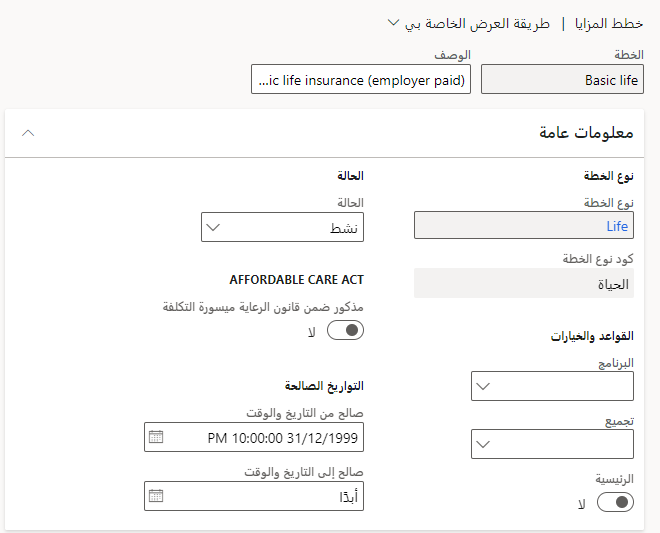 خطط المزايا | طريقة العرض الخاصة بي
الخطة
Basic life
الوصف
...ic life insurance (employer paid)
معلومات عامة
نوع الخطة
نوع الخطة
Life
كود نوع الخطة
الحياة
القواعد والخيارات
البرنامج
تجميع
الرئيسية
لا
الحالة
الحالة
نشط
AFFORDABLE CARE ACT
مذكور ضمن قانون الرعاية ميسورة التكلفة
لا
التواريخ الصالحة
صالح من التاريخ والوقت
31/12/1999 10:00:00 PM
صالح إلى التاريخ والوقت
أبدًا